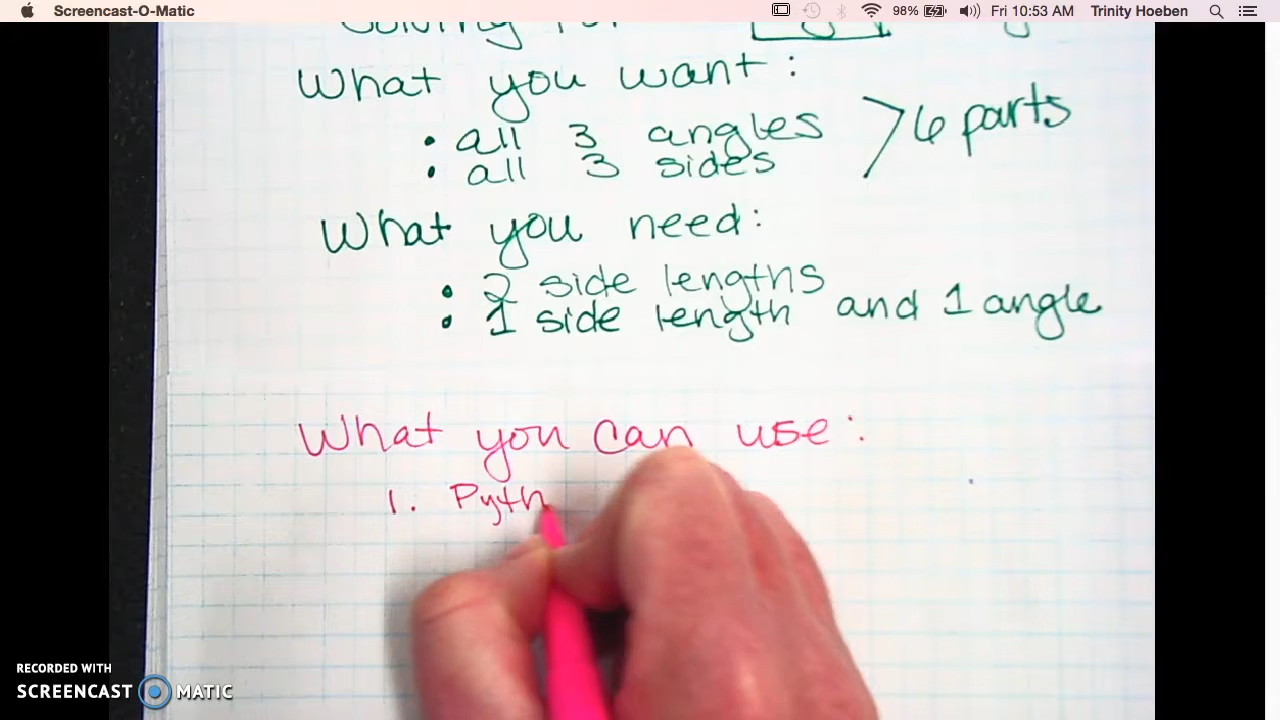 Screencast-O-Matic 98% Fri 10:53 AM Trinity Hoeben
Solving for
What you want:
• all 3 angles
• all 3 sides
> 6 parts
What you need:
• 2 side lengths
• 1 side length and 1 angle
What you can use:
1. Pyth
RECORDED WITH
SCREENCAST MATIC